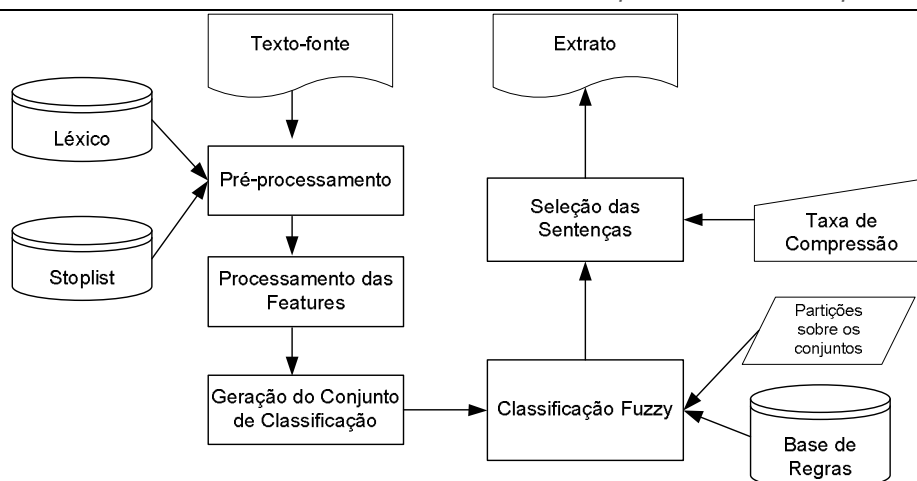 Texto-fonte
Extrato
Léxico
Pré-processamento
Seleção das
Sentenças
Taxa de
Compressão
Stoplist
Processamento das
Features
Partições
sobre os
conjuntos
Geração do Conjunto
de Classificação
Classificação Fuzzy
Base de
Regras